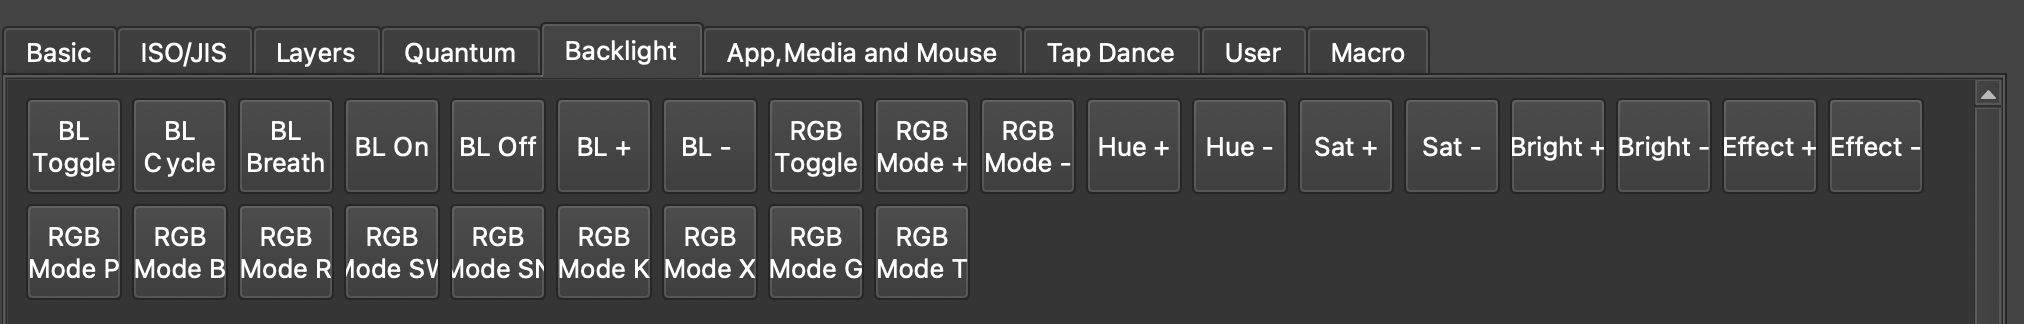 Basic ISO/JIS Layers Quantum Backlight App,Media and Mouse Tap Dance User Macro
BL Toggle BL Cycle BL Breath BL On BL Off BL + BL - RGB Toggle RGB Mode + RGB Mode - Hue + Hue - Sat + Sat - Bright + Bright - Effect + Effect -
RGB Mode P RGB Mode B RGB Mode R RGB Mode SW RGB Mode SN RGB Mode K RGB Mode X RGB Mode G RGB Mode T